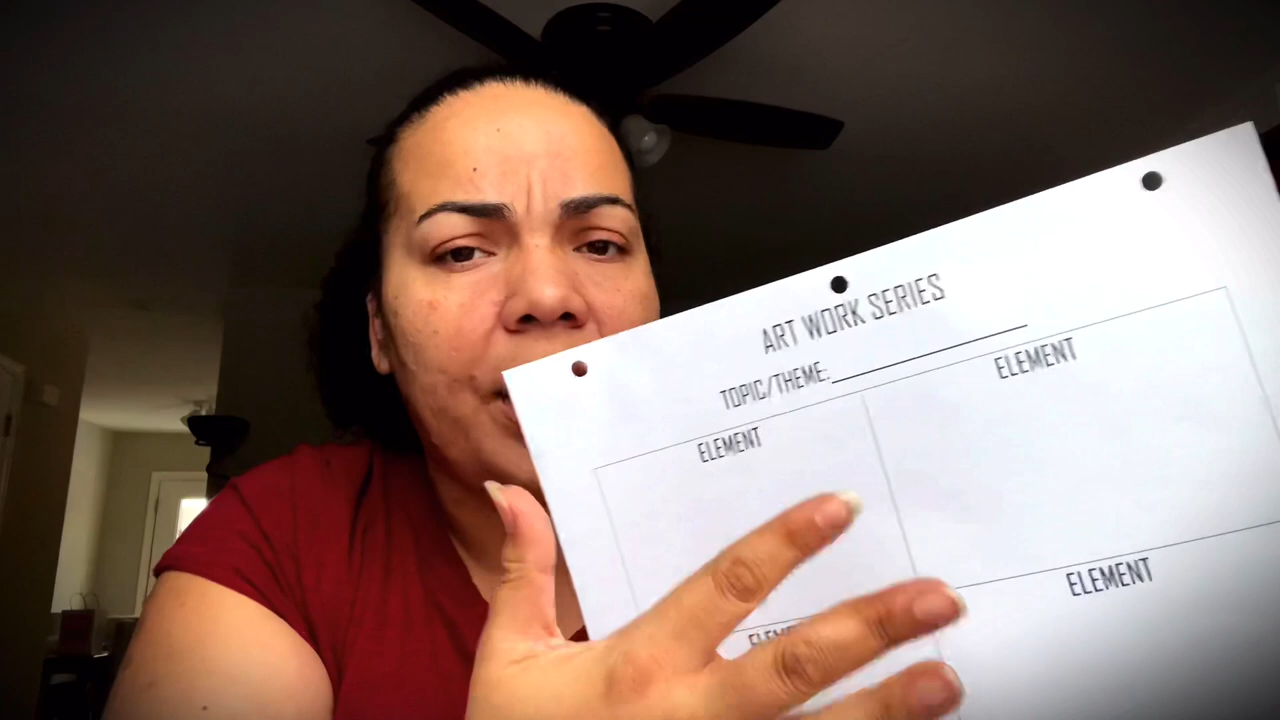 ART WORK SERIES
TOPIC/THEME:
ELEMENT
ELEMENT
ELEMENT